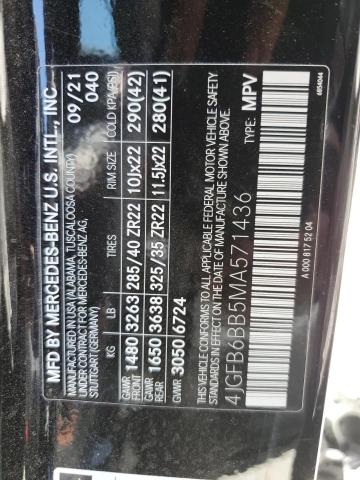 MFD BY MERCEDES-BENZ U.S. INTL., INC.
MANUFACTURED IN USA (ALABAMA, TUSCALOOSA COUNTY) 09/21
UNDER CONTRACT FOR MERCEDES-BENZ AG, 040
STUTTGART (GERMANY)
KG LB TIRES RIM SIZE COLD KPA (PSI)
GAWR FRONT 1480 3263 285/40 ZR22 10Jx22 290(42)
GAWR REAR 1650 3638 325/35 ZR22 11.5Jx22 280(41)
GVWR 3050 6724
THIS VEHICLE CONFORMS TO ALL APPLICABLE FEDERAL MOTOR VEHICLE SAFETY
STANDARDS IN EFFECT ON THE DATE OF MANUFACTURE SHOWN ABOVE.
4JGFB6BB5MA571436 TYPE: MPV
A 000 817 52 04
4654044